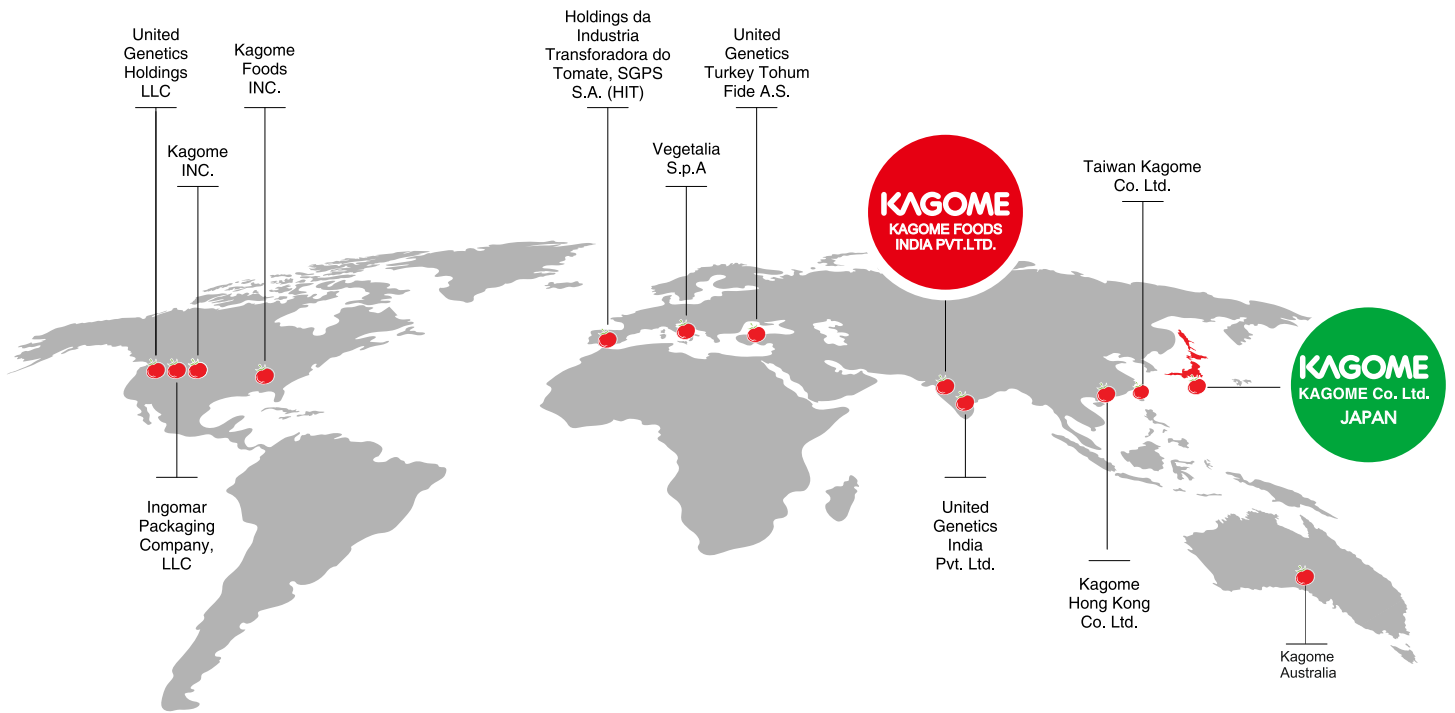 United
Genetics
Holdings
LLC
Kagome
Foods
INC.
Kagome
INC.
Ingomar
Packaging
Company,
LLC
Holdings da
Industria
Transforadora do
Tomate, SGPS
S.A. (HIT)
United
Genetics
Turkey Tohum
Fide A.S.
Vegetalia
S.p.A
KAGOME
KAGOME FOODS
INDIA PVT.LTD.
United
Genetics
India
Pvt. Ltd.
Taiwan Kagome
Co. Ltd.
Kagome
Hong Kong
Co. Ltd.
KAGOME
KAGOME Co. Ltd.
JAPAN
Kagome
Australia